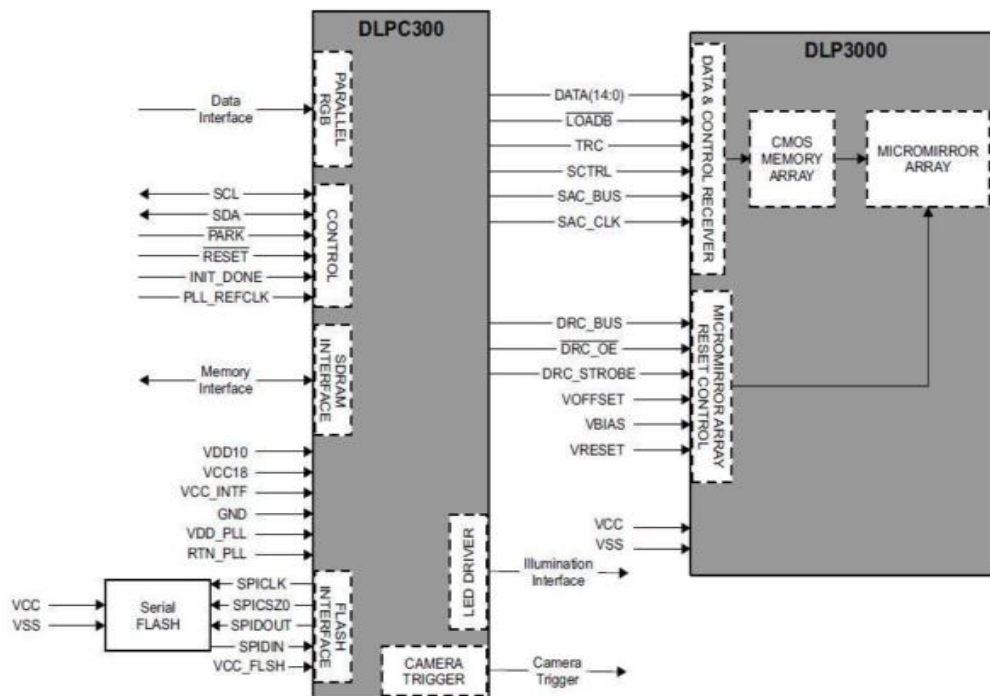 DLPC300
DLP3000
PARALLEL
RGB
Data
Interface
SCL
SDA
PARK
RESET
INIT_DONE
PLL_REFCLK
CONTROL
Memory
Interface
SDRAM
INTERFACE
VDD10
VCC18
VCC_INTF
GND
VDD_PLL
RTN_PLL
SPICLK
SPICSZ0
SPIDOUT
SPIDIN
VCC_FLSH
FLASH
INTERFACE
VCC
VSS
Serial
FLASH
LED DRIVER
Illumination
Interface
CAMERA
TRIGGER
Camera
Trigger
DATA(14:0)
LOADB
TRC
SCTRL
SAC_BUS
SAC_CLK
DATA & CONTROL RECEIVER
CMOS
MEMORY
ARRAY
MICROMIRROR
ARRAY
DRC_BUS
DRC_OE
DRC_STROBE
VOFFSET
VBIAS
VRESET
MICROMIRROR ARRAY
RESET CONTROL
VCC
VSS